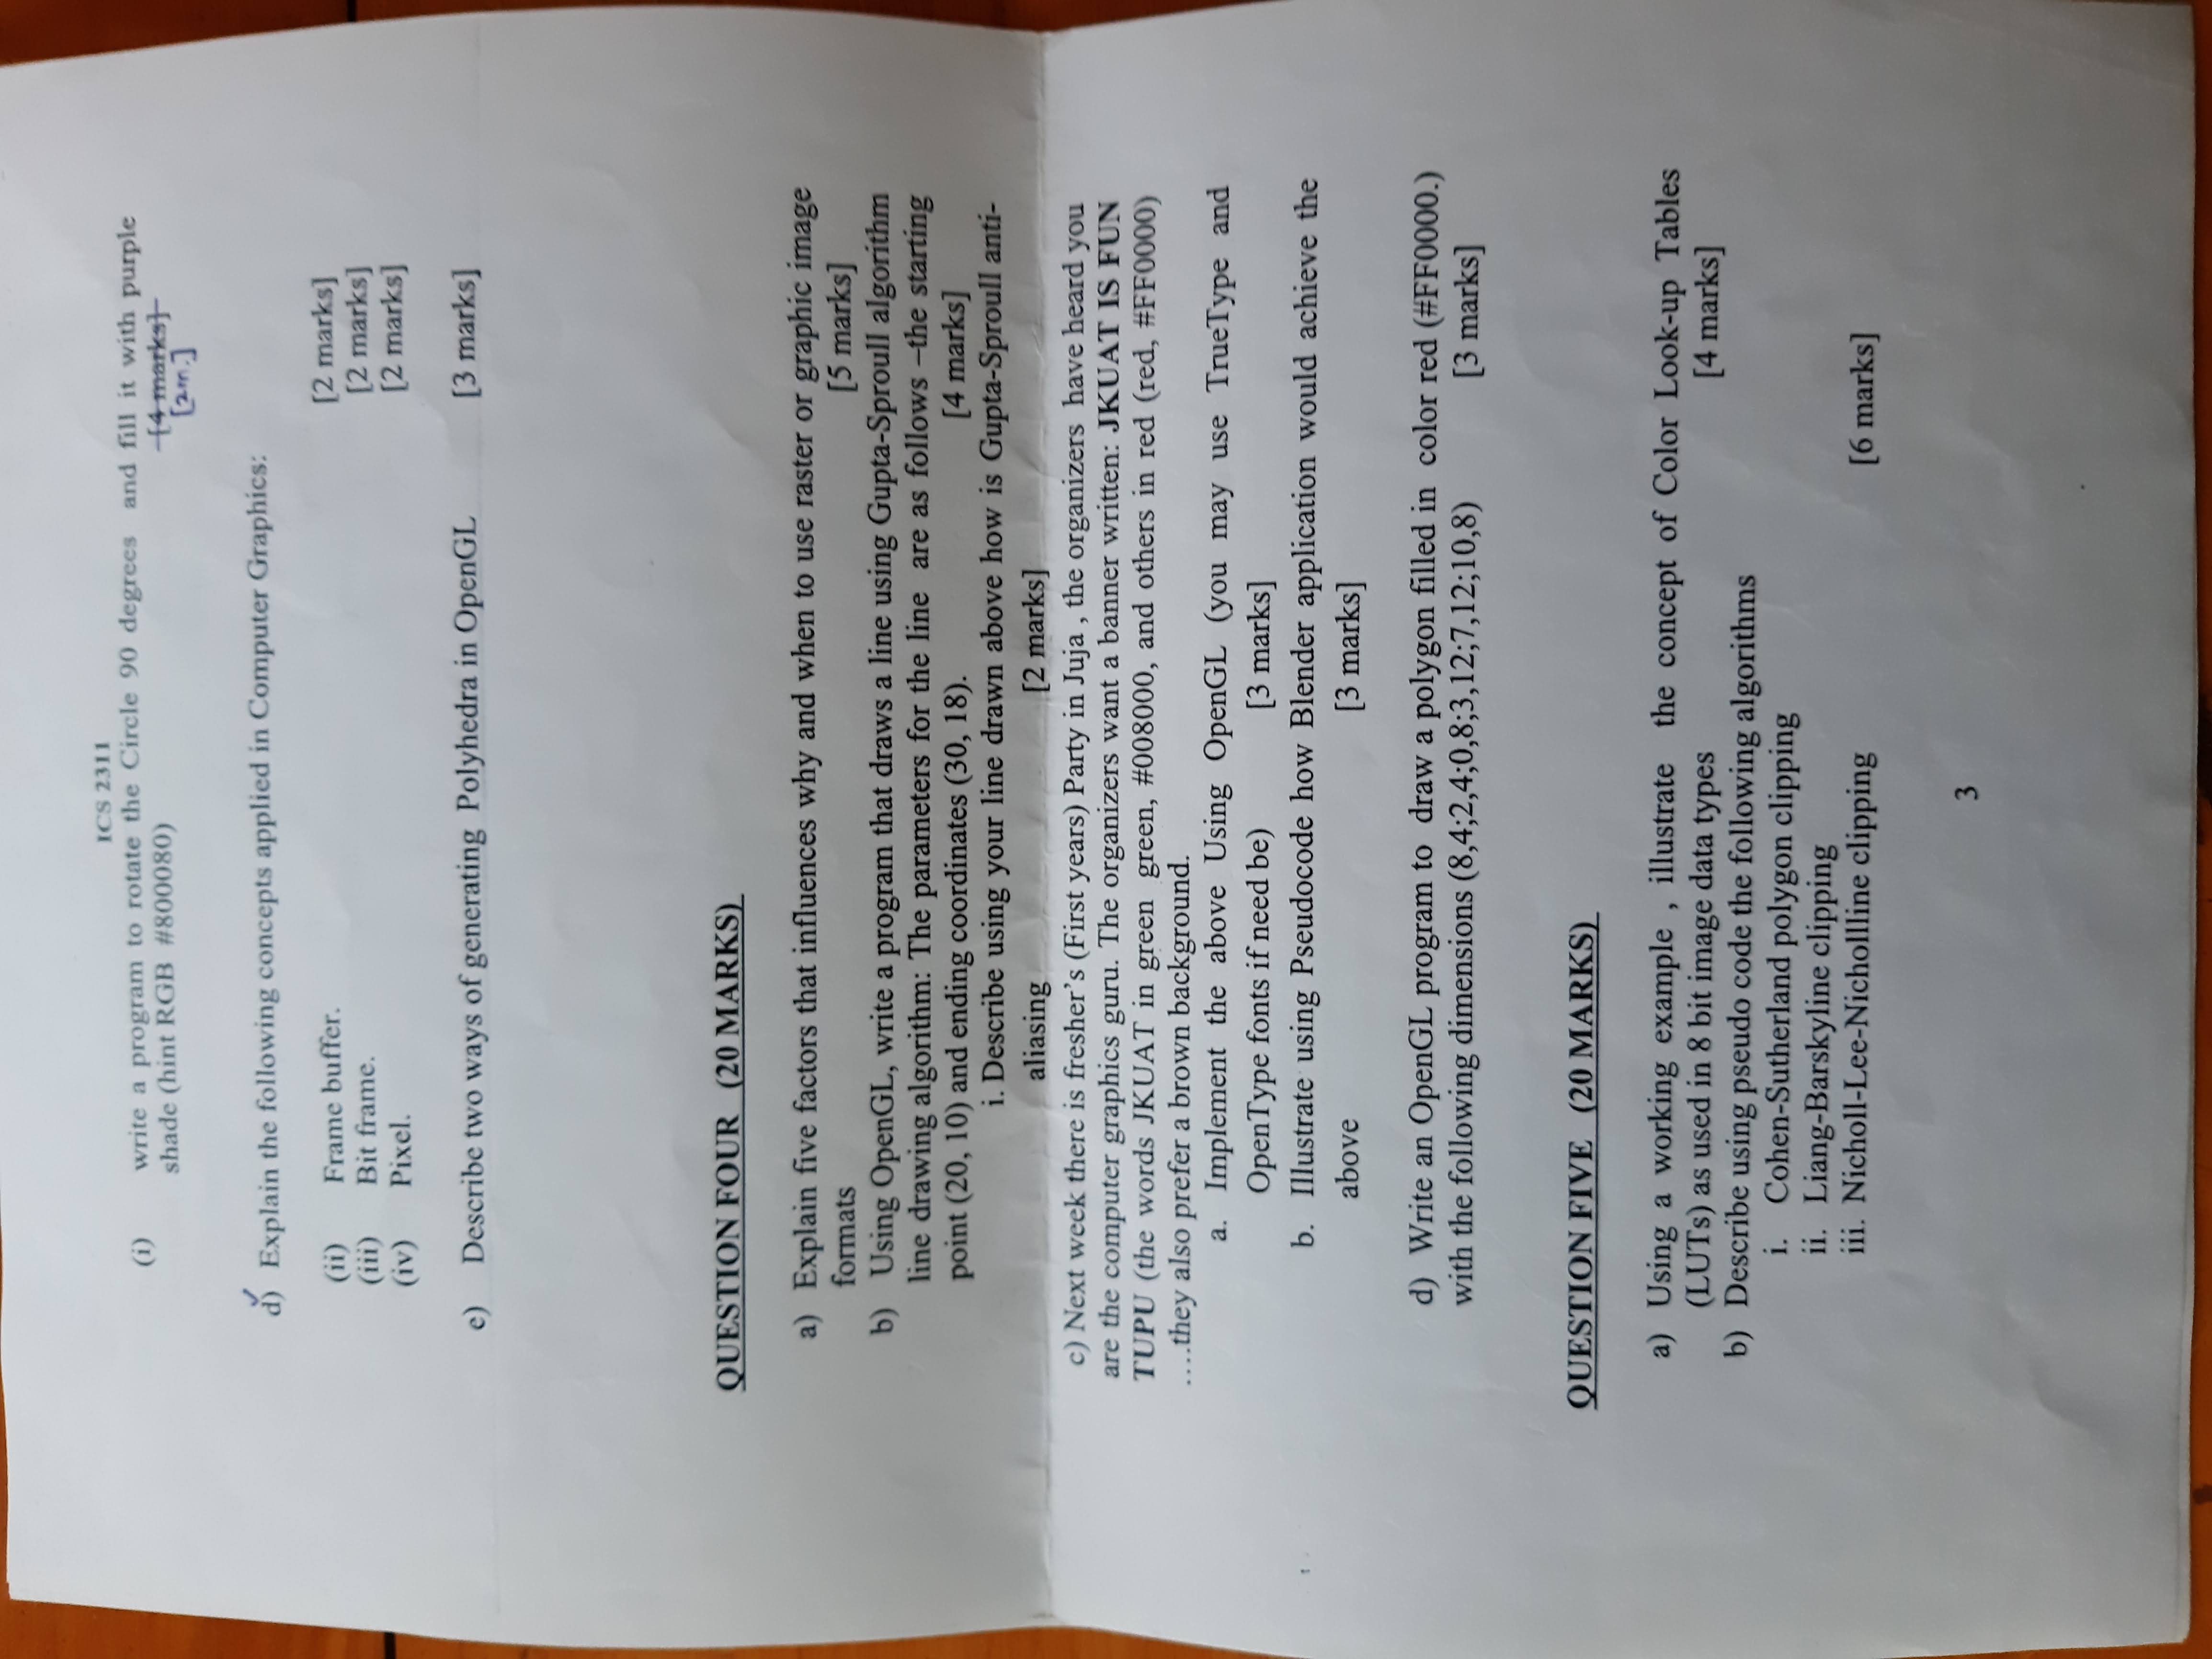 ICS 2311
(i) write a program to rotate the Circle 90 degrees and fill it with purple
shade (hint RGB #800080) [4 marks]
[2m.]
d) Explain the following concepts applied in Computer Graphics:
(ii) Frame buffer. [2 marks]
(iii) Bit frame. [2 marks]
(iv) Pixel. [2 marks]
e) Describe two ways of generating Polyhedra in OpenGL [3 marks]
QUESTION FOUR (20 MARKS)
a) Explain five factors that influences why and when to use raster or graphic image
formats [5 marks]
b) Using OpenGL, write a program that draws a line using Gupta-Sproull algorithm
line drawing algorithm: The parameters for the line are as follows –the starting
point (20, 10) and ending coordinates (30, 18). [4 marks]
i. Describe using your line drawn above how is Gupta-Sproull anti-
aliasing [2 marks]
c) Next week there is fresher's (First years) Party in Juja , the organizers have heard you
are the computer graphics guru. The organizers want a banner written: JKUAT IS FUN
TUPU (the words JKUAT in green green, #008000, and others in red (red, #FF0000)
....they also prefer a brown background.
a. Implement the above Using OpenGL (you may use TrueType and
OpenType fonts if need be) [3 marks]
b. Illustrate using Pseudocode how Blender application would achieve the
above [3 marks]
d) Write an OpenGL program to draw a polygon filled in color red (#FF0000.)
with the following dimensions (8,4;2,4;0,8;3,12;7,12;10,8) [3 marks]
QUESTION FIVE (20 MARKS)
a) Using a working example , illustrate the concept of Color Look-up Tables
(LUTs) as used in 8 bit image data types [4 marks]
b) Describe using pseudo code the following algorithms
i. Cohen-Sutherland polygon clipping
ii. Liang-Barskyline clipping
iii. Nicholl-Lee-Nichollline clipping [6 marks]
3